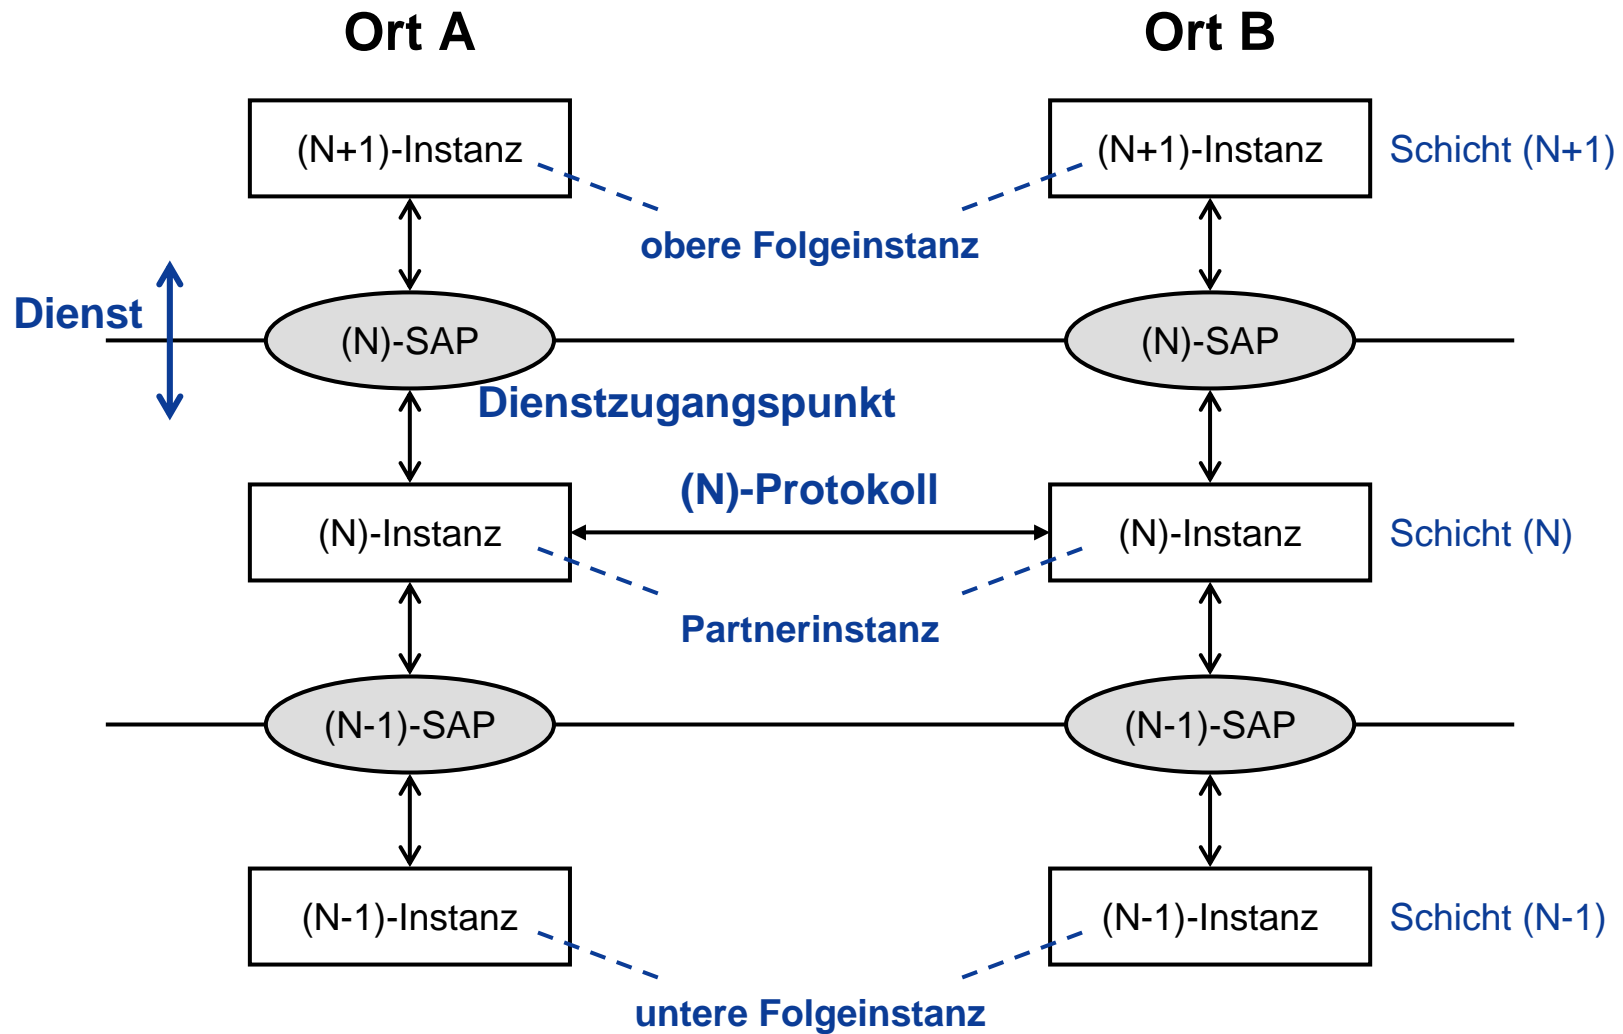 Ort A
Ort B
(N+1)-Instanz
(N+1)-Instanz
Schicht (N+1)
obere Folgeinstanz
Dienst
(N)-SAP
(N)-SAP
Dienstzugangspunkt
(N)-Protokoll
(N)-Instanz
(N)-Instanz
Schicht (N)
Partnerinstanz
(N-1)-SAP
(N-1)-SAP
(N-1)-Instanz
(N-1)-Instanz
Schicht (N-1)
untere Folgeinstanz